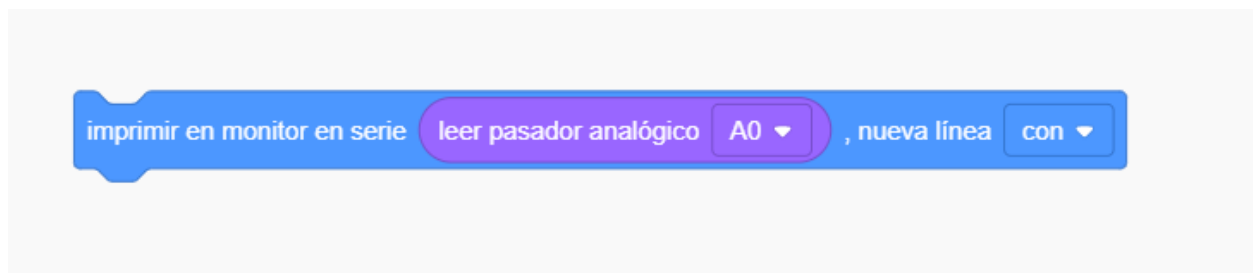 imprimir en monitor en serie leer pasador analógico A0 , nueva línea con